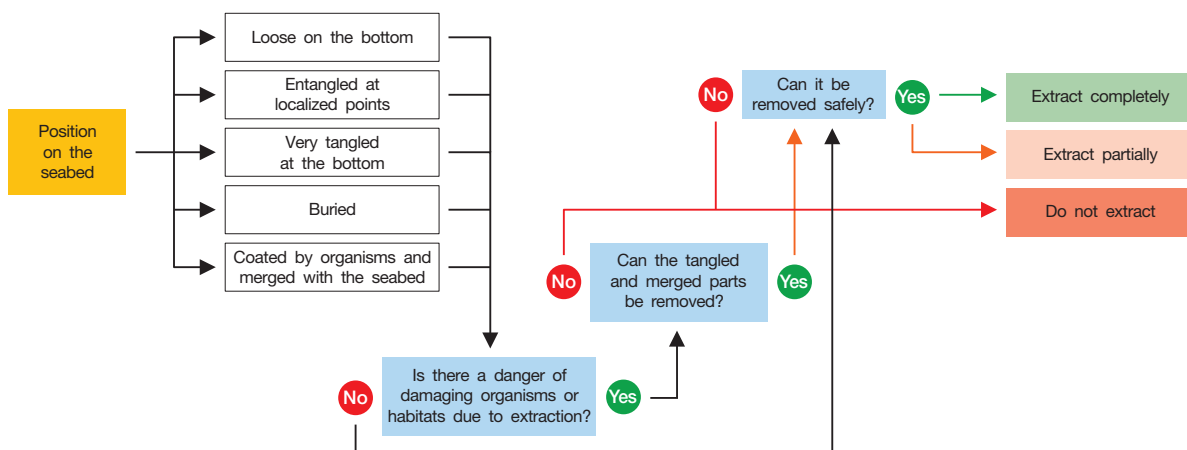 Position
on the
seabed
Loose on the bottom
Entangled at
localized points
Very tangled
at the bottom
Buried
Coated by organisms and
merged with the seabed
No
Is there a danger of
damaging organisms or
habitats due to extraction?
Yes
No
Can the tangled
and merged parts
be removed?
Yes
No
Can it be
removed safely?
Yes
Extract completely
Extract partially
Do not extract